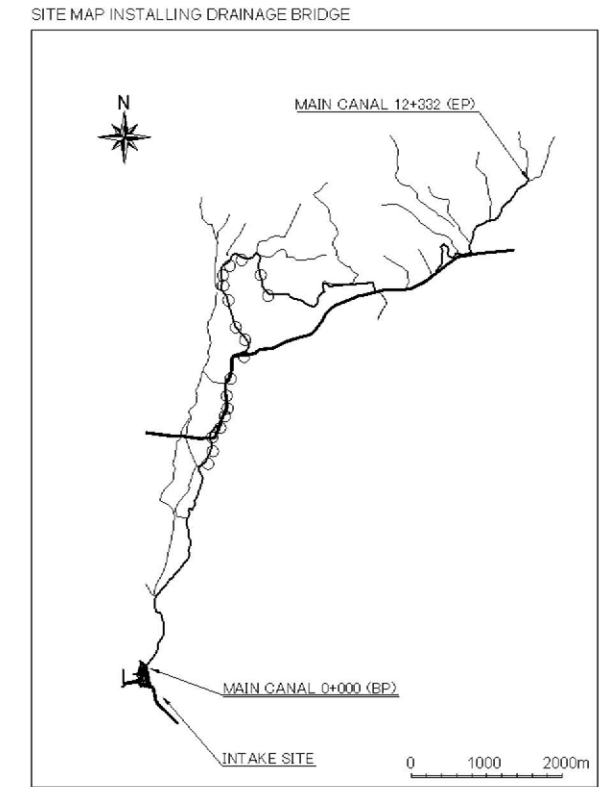 SITE MAP INSTALLING DRAINAGE BRIDGE
N
MAIN CANAL 12+332 (EP)
MAIN CANAL 0+000 (BP)
INTAKE SITE
0 1000 2000m